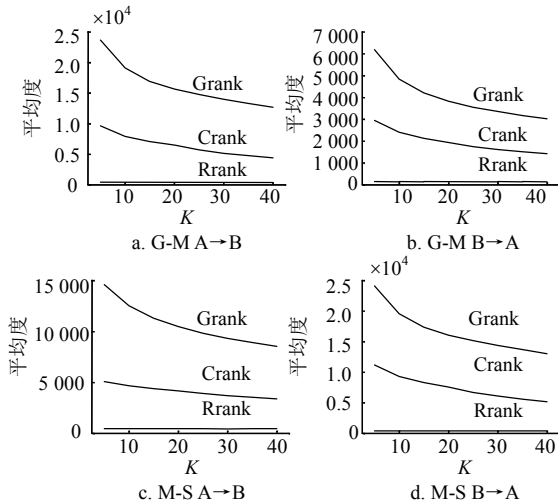 ×10⁴
2.5
2.0
1.5
1.0
0.5
0
平均度
Grank
Crank
Rrank
10 20 30 40
K
a. G-M A→B
7 000
6 000
5 000
4 000
3 000
2 000
1 000
0
平均度
Grank
Crank
Rrank
10 20 30 40
K
b. G-M B→A
15 000
10 000
5 000
0
平均度
Grank
Crank
Rrank
10 20 30 40
K
c. M-S A→B
×10⁴
2.5
2.0
1.5
1.0
0.5
0
平均度
Grank
Crank
Rrank
10 20 30 40
K
d. M-S B→A